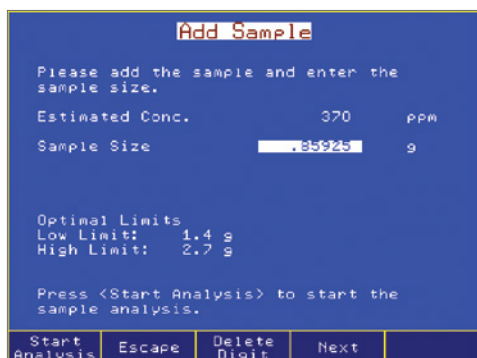 Add Sample
Please add the sample and enter the
sample size.
Estimated Conc. 370 ppm
Sample Size .85925 g
Optimal Limits
Low Limit: 1.4 g
High Limit: 2.7 g
Press <Start Analysis> to start the
sample analysis.
Start Analysis Escape Delete Digit Next